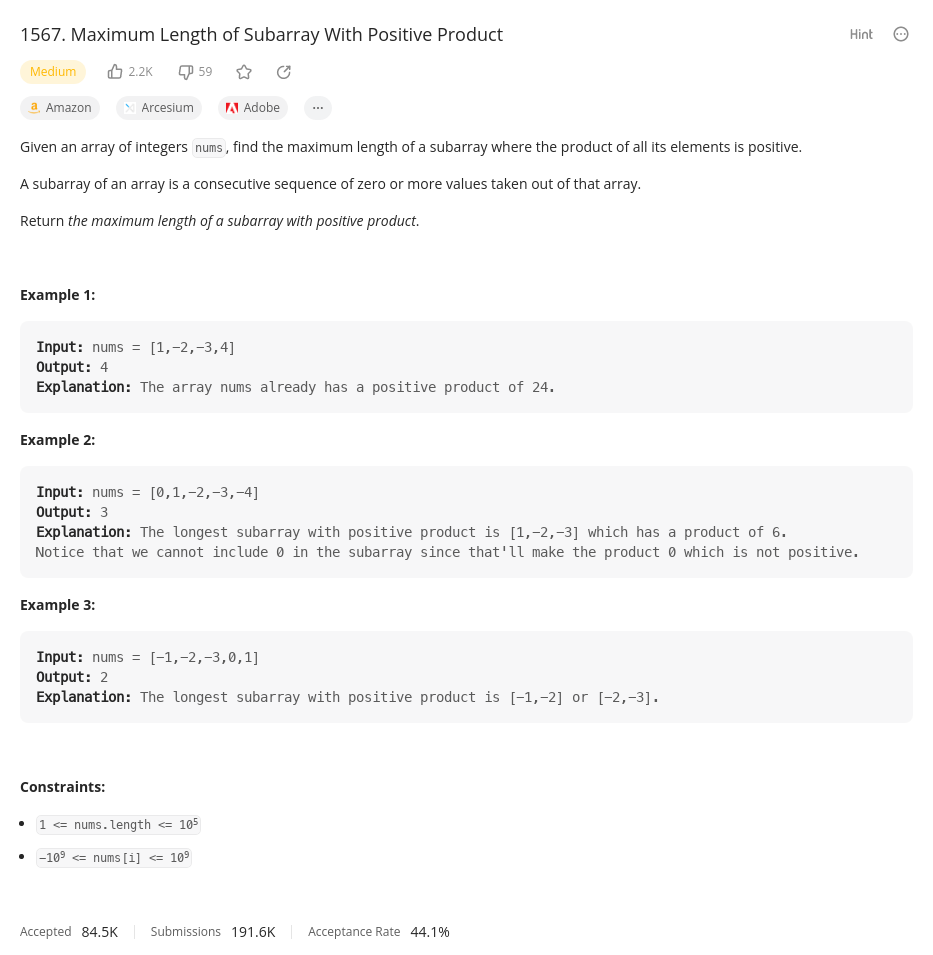 1567. Maximum Length of Subarray With Positive Product
Hint
Medium 2.2K 59
Amazon Arcesium Adobe ...
Given an array of integers nums, find the maximum length of a subarray where the product of all its elements is positive.
A subarray of an array is a consecutive sequence of zero or more values taken out of that array.
Return the maximum length of a subarray with positive product.
Example 1:
Input: nums = [1,-2,-3,4]
Output: 4
Explanation: The array nums already has a positive product of 24.
Example 2:
Input: nums = [0,1,-2,-3,-4]
Output: 3
Explanation: The longest subarray with positive product is [1,-2,-3] which has a product of 6.
Notice that we cannot include 0 in the subarray since that'll make the product 0 which is not positive.
Example 3:
Input: nums = [-1,-2,-3,0,1]
Output: 2
Explanation: The longest subarray with positive product is [-1,-2] or [-2,-3].
Constraints:
• 1 <= nums.length <= 10⁵
• -10⁹ <= nums[i] <= 10⁹
Accepted 84.5K Submissions 191.6K Acceptance Rate 44.1%